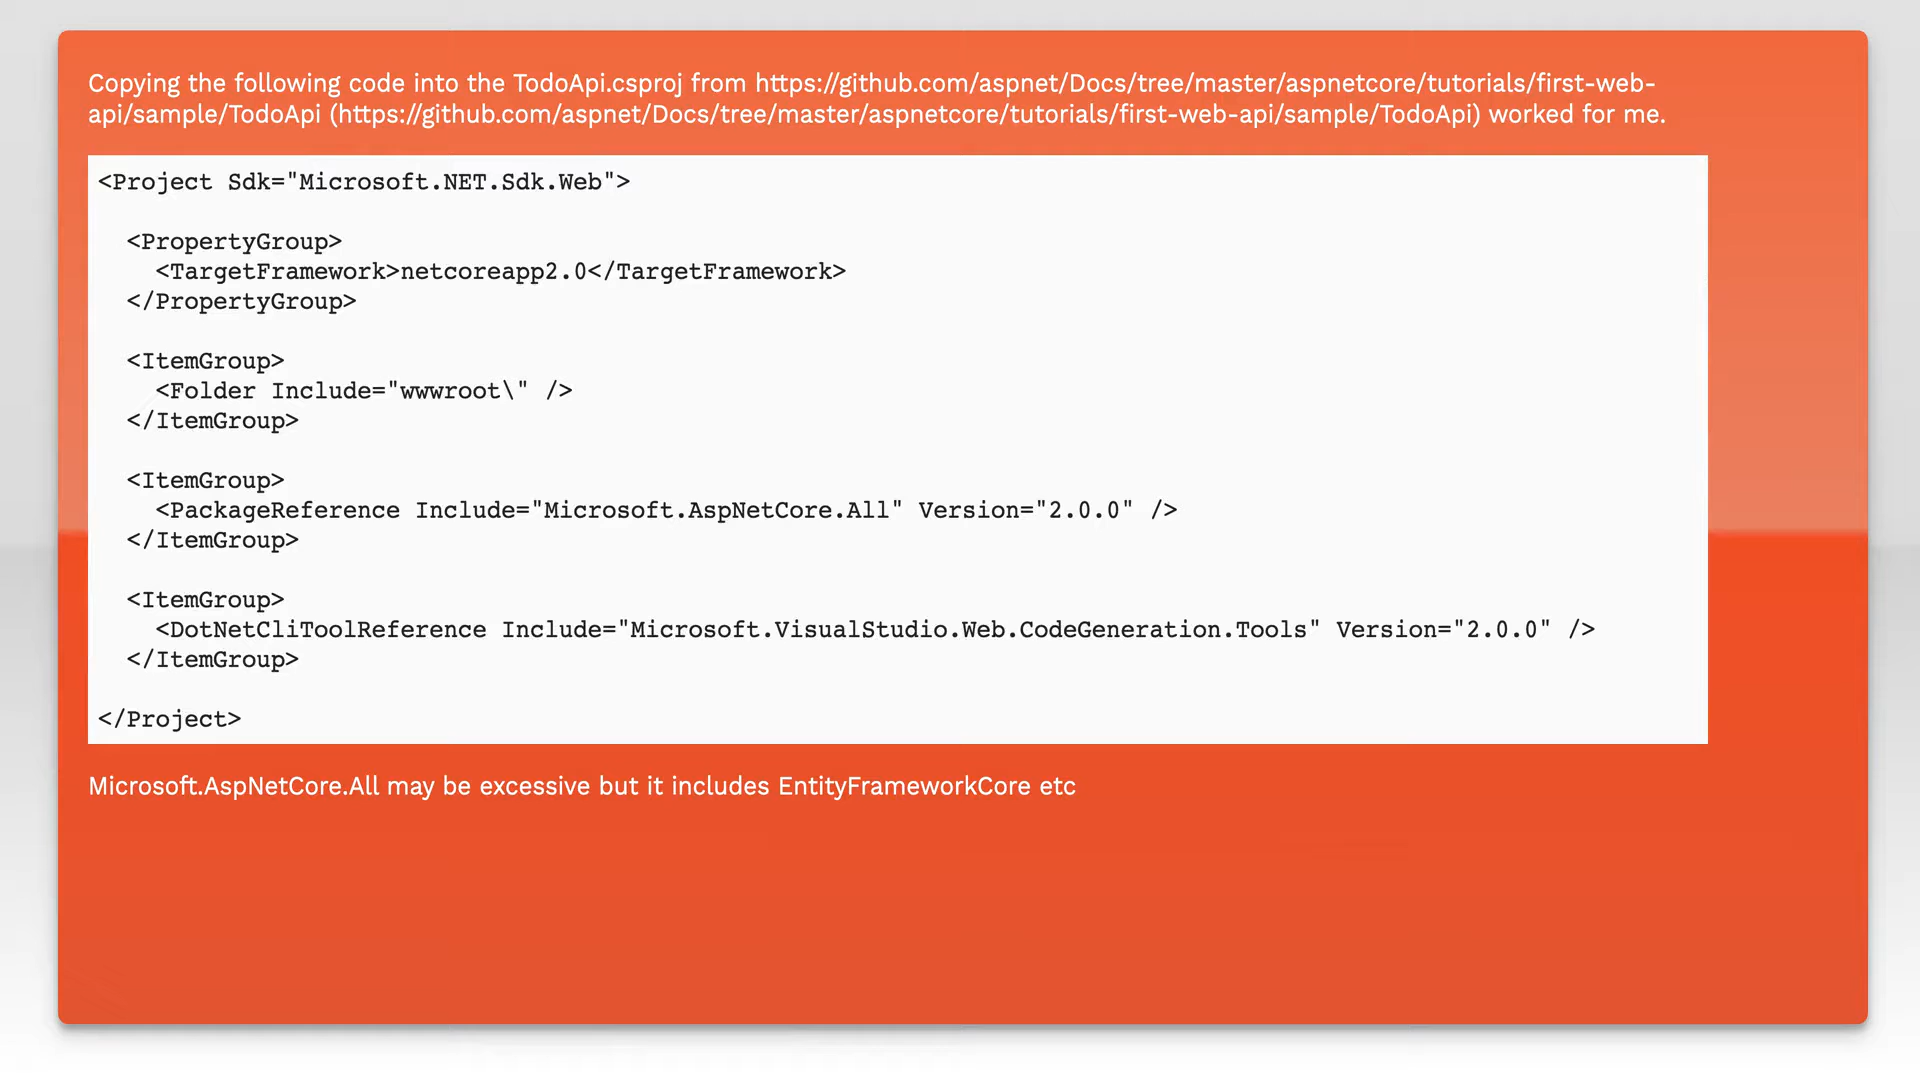 Copying the following code into the TodoApi.csproj from https://github.com/aspnet/Docs/tree/master/aspnetcore/tutorials/first-web-
api/sample/TodoApi (https://github.com/aspnet/Docs/tree/master/aspnetcore/tutorials/first-web-api/sample/TodoApi) worked for me.
<Project Sdk="Microsoft.NET.Sdk.Web">
  <PropertyGroup>
    <TargetFramework>netcoreapp2.0</TargetFramework>
  </PropertyGroup>
  <ItemGroup>
    <Folder Include="wwwroot\" />
  </ItemGroup>
  <ItemGroup>
    <PackageReference Include="Microsoft.AspNetCore.All" Version="2.0.0" />
  </ItemGroup>
  <ItemGroup>
    <DotNetCliToolReference Include="Microsoft.VisualStudio.Web.CodeGeneration.Tools" Version="2.0.0" />
  </ItemGroup>
</Project>
Microsoft.AspNetCore.All may be excessive but it includes EntityFrameworkCore etc